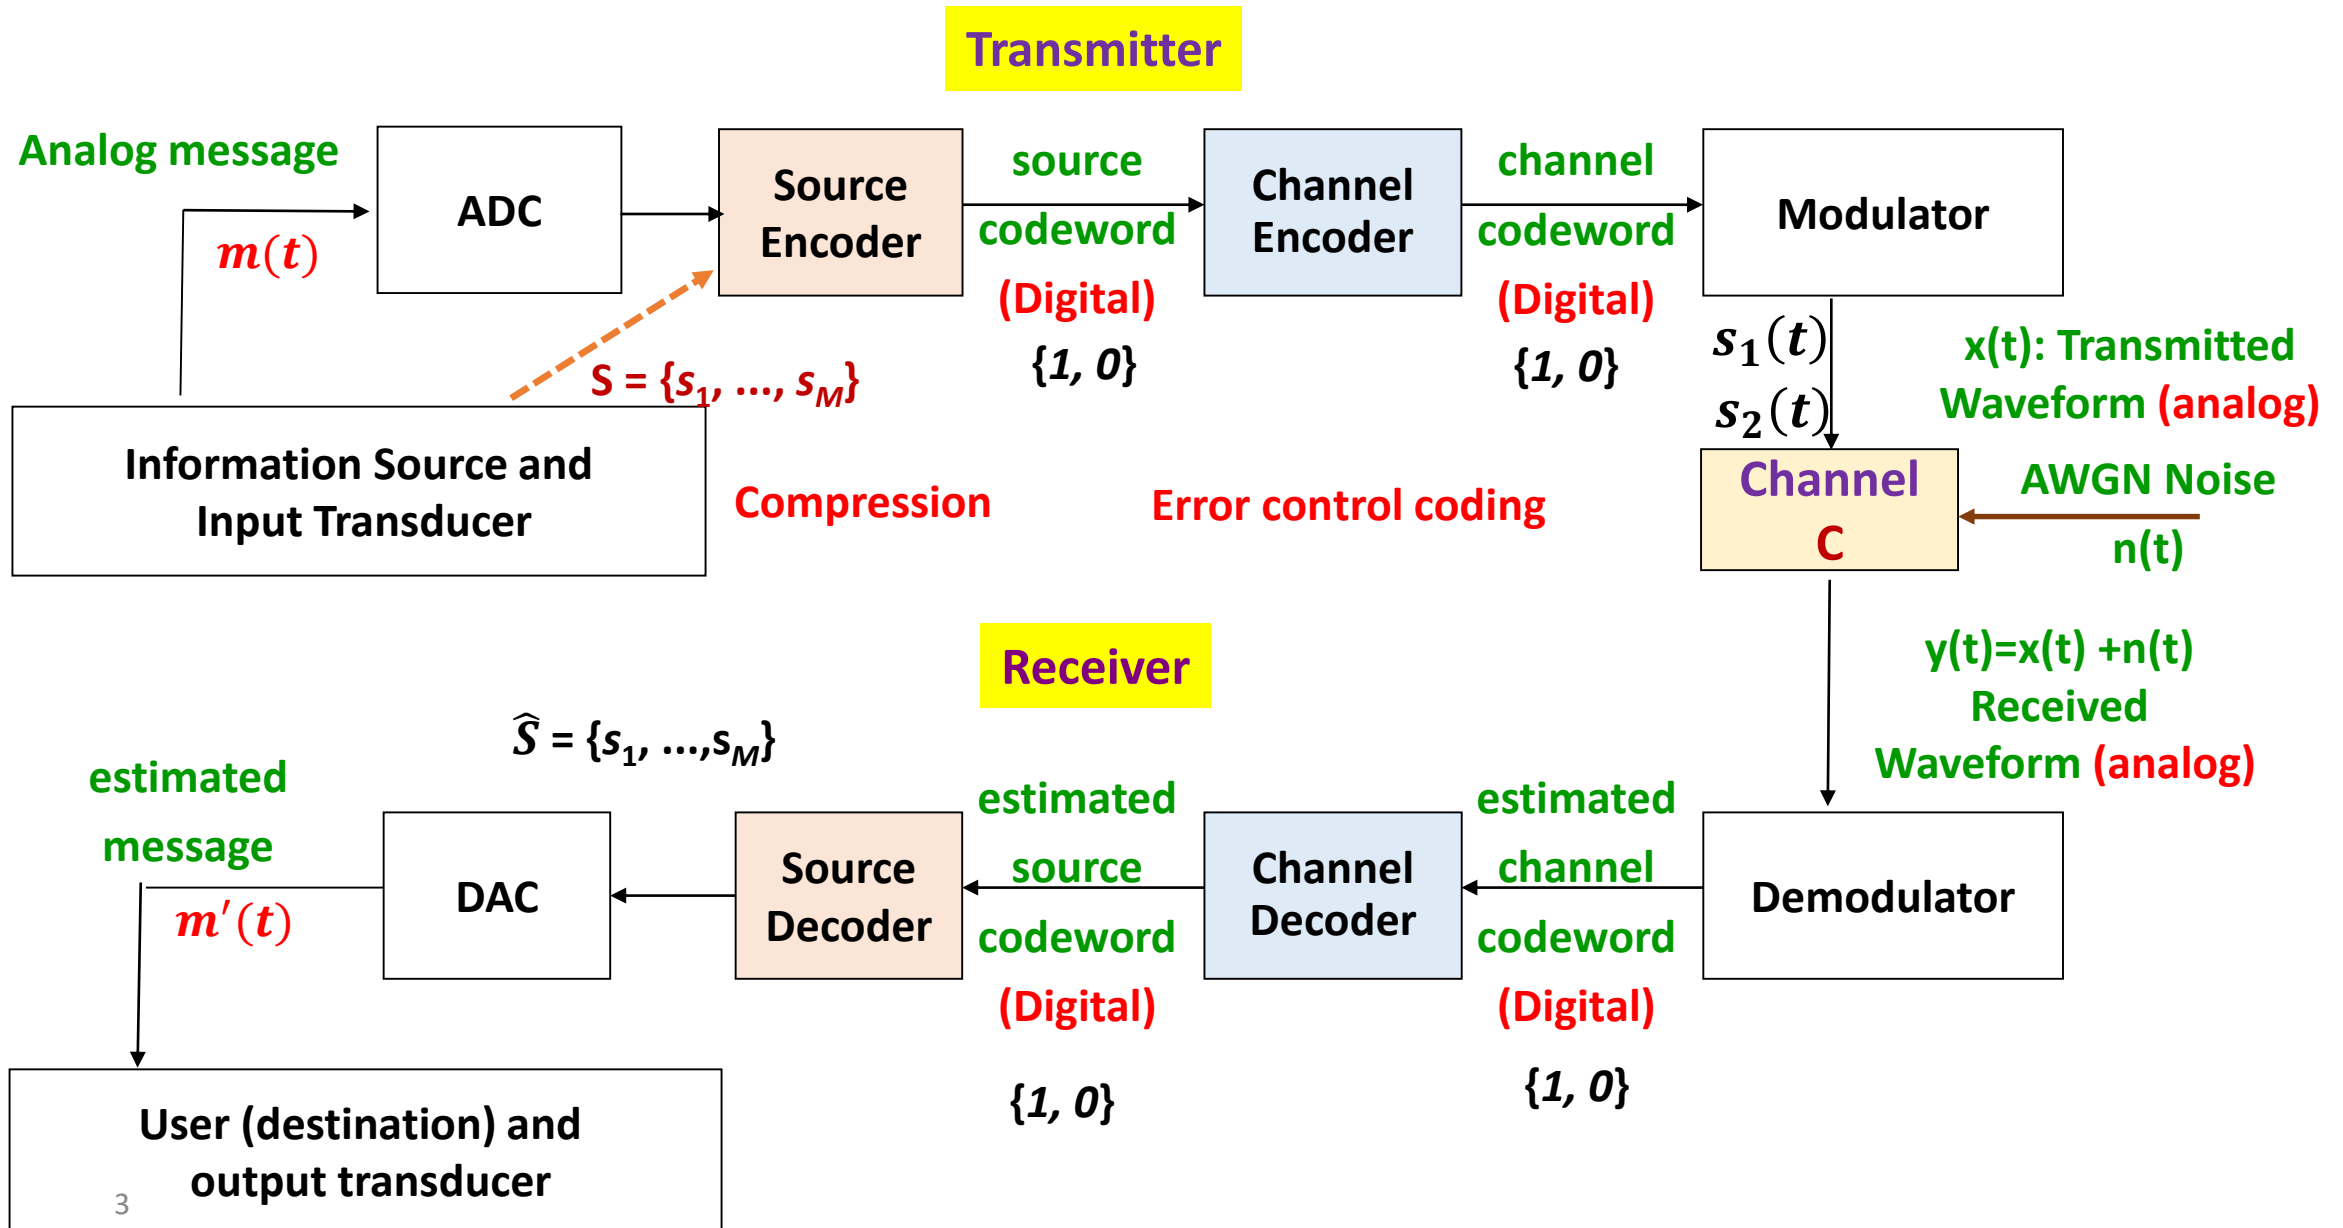 Transmitter
Analog message
m(t)
ADC
Source
Encoder
source
codeword
(Digital)
{1, 0}
Channel
Encoder
channel
codeword
(Digital)
{1, 0}
Modulator
s₁(t)
s₂(t)
x(t): Transmitted
Waveform (analog)
S = {s₁, ..., s_M}
Information Source and
Input Transducer
Compression
Error control coding
Channel
C
AWGN Noise
n(t)
Receiver
y(t)=x(t) +n(t)
Received
Waveform (analog)
Ŝ = {s₁, ...,s_M}
estimated
message
m′(t)
DAC
Source
Decoder
estimated
source
codeword
(Digital)
{1, 0}
Channel
Decoder
estimated
channel
codeword
(Digital)
{1, 0}
Demodulator
User (destination) and
output transducer
3